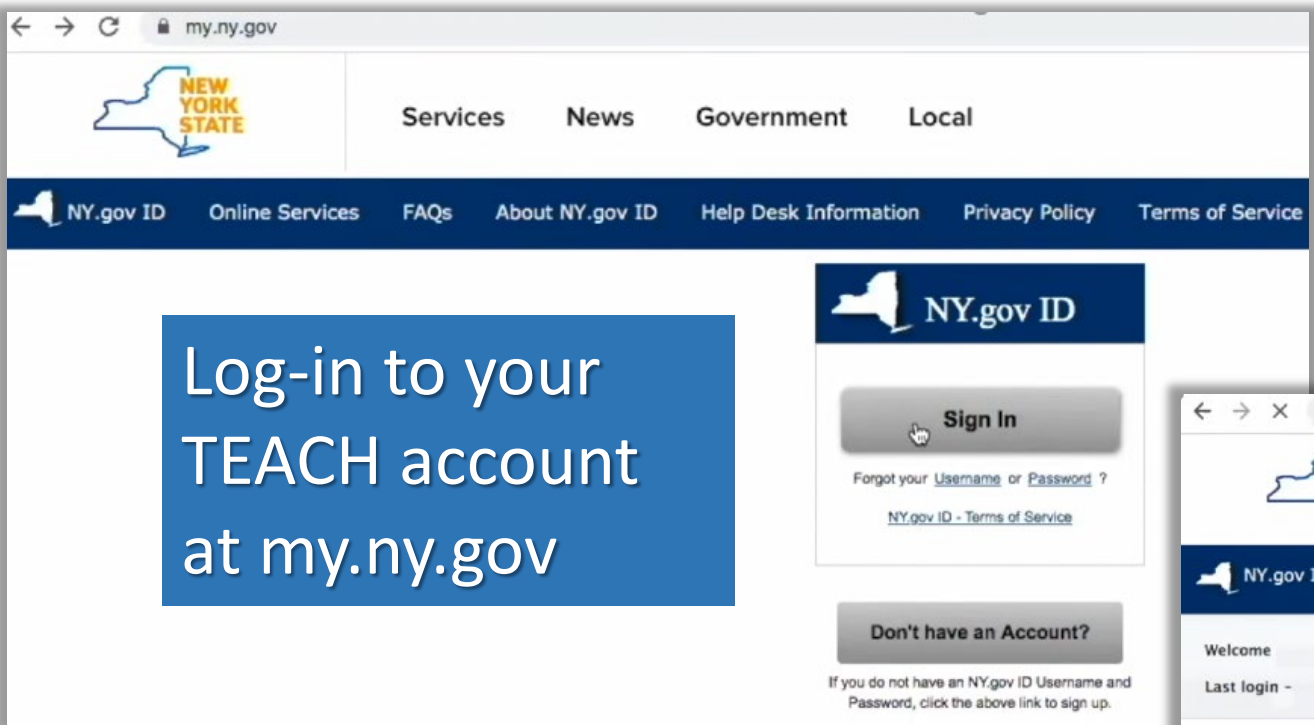 my.ny.gov
NEW
YORK
STATE
Services News Government Local
NY.gov ID Online Services FAQs About NY.gov ID Help Desk Information Privacy Policy Terms of Service
NY.gov ID
Log-in to your
TEACH account
at my.ny.gov
Sign In
Forgot your Username or Password ?
NY.gov ID - Terms of Service
Don't have an Account?
If you do not have an NY.gov ID Username and
Password, click the above link to sign up.
NY.gov
Welcome
Last login -